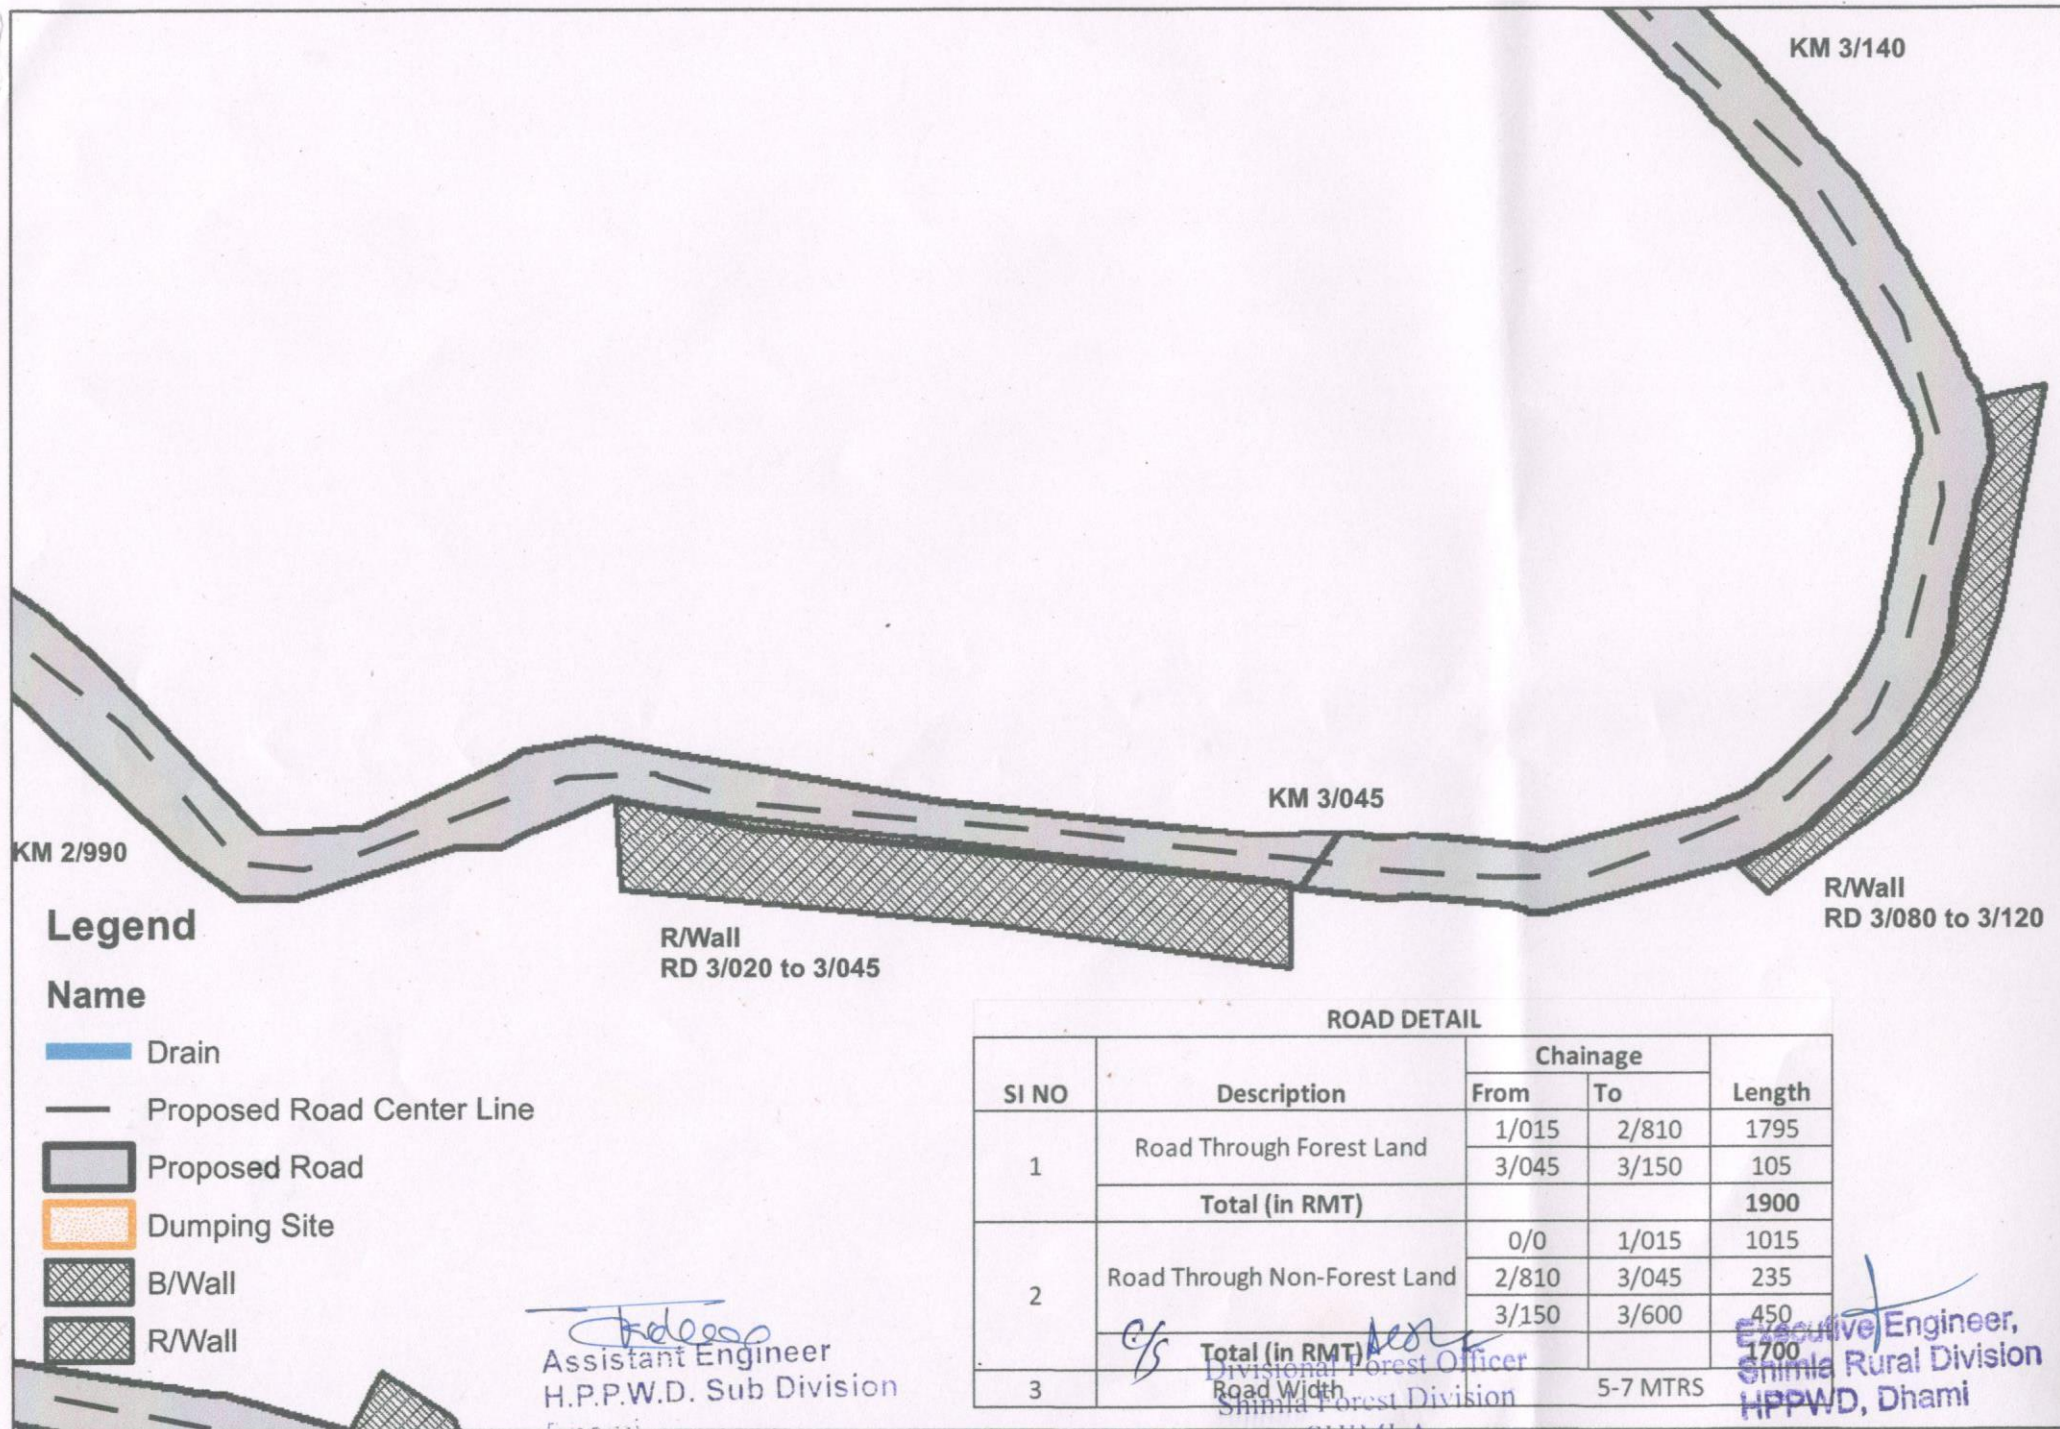 KM 3/140
KM 3/045
KM 2/990
R/Wall
RD 3/080 to 3/120
R/Wall
RD 3/020 to 3/045
Legend
Name
Drain
Proposed Road Center Line
Proposed Road
Dumping Site
B/Wall
R/Wall
ROAD DETAIL
SI NO Description Chainage Length
From To
1 Road Through Forest Land 1/015 2/810 1795
3/045 3/150 105
Total (in RMT) 1900
2 Road Through Non-Forest Land 0/0 1/015 1015
2/810 3/045 235
3/150 3/600 450
Total (in RMT) 1700
3 Road Width 5-7 MTRS
Assistant Engineer
H.P.P.W.D. Sub Division
C/S
Divisional Forest Officer
Shimla Forest Division
Executive Engineer,
Shimla Rural Division
HPPWD, Dhami